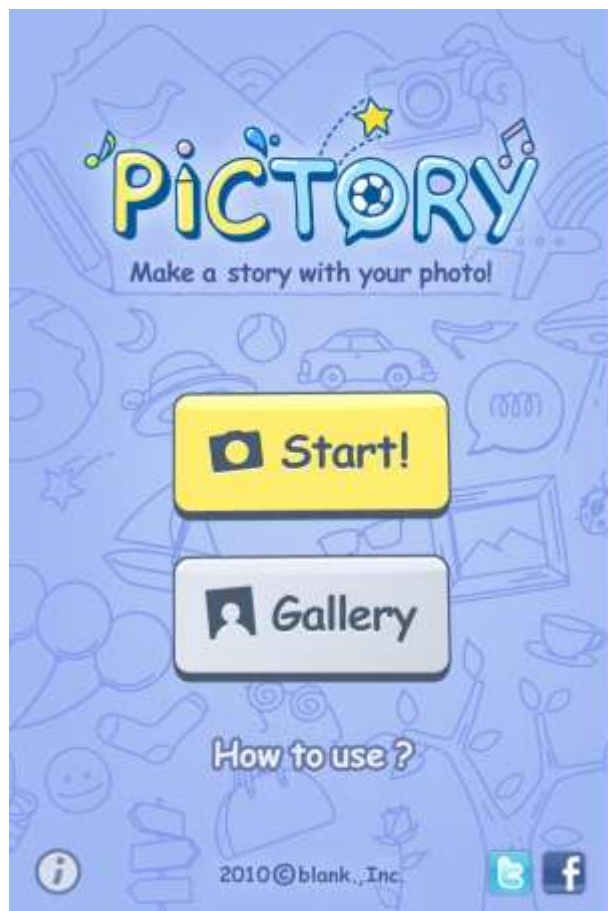 PiCTORY
Make a story with your photo!
Start!
Gallery
How to use ?
i
2010©blank.,Inc.
t f